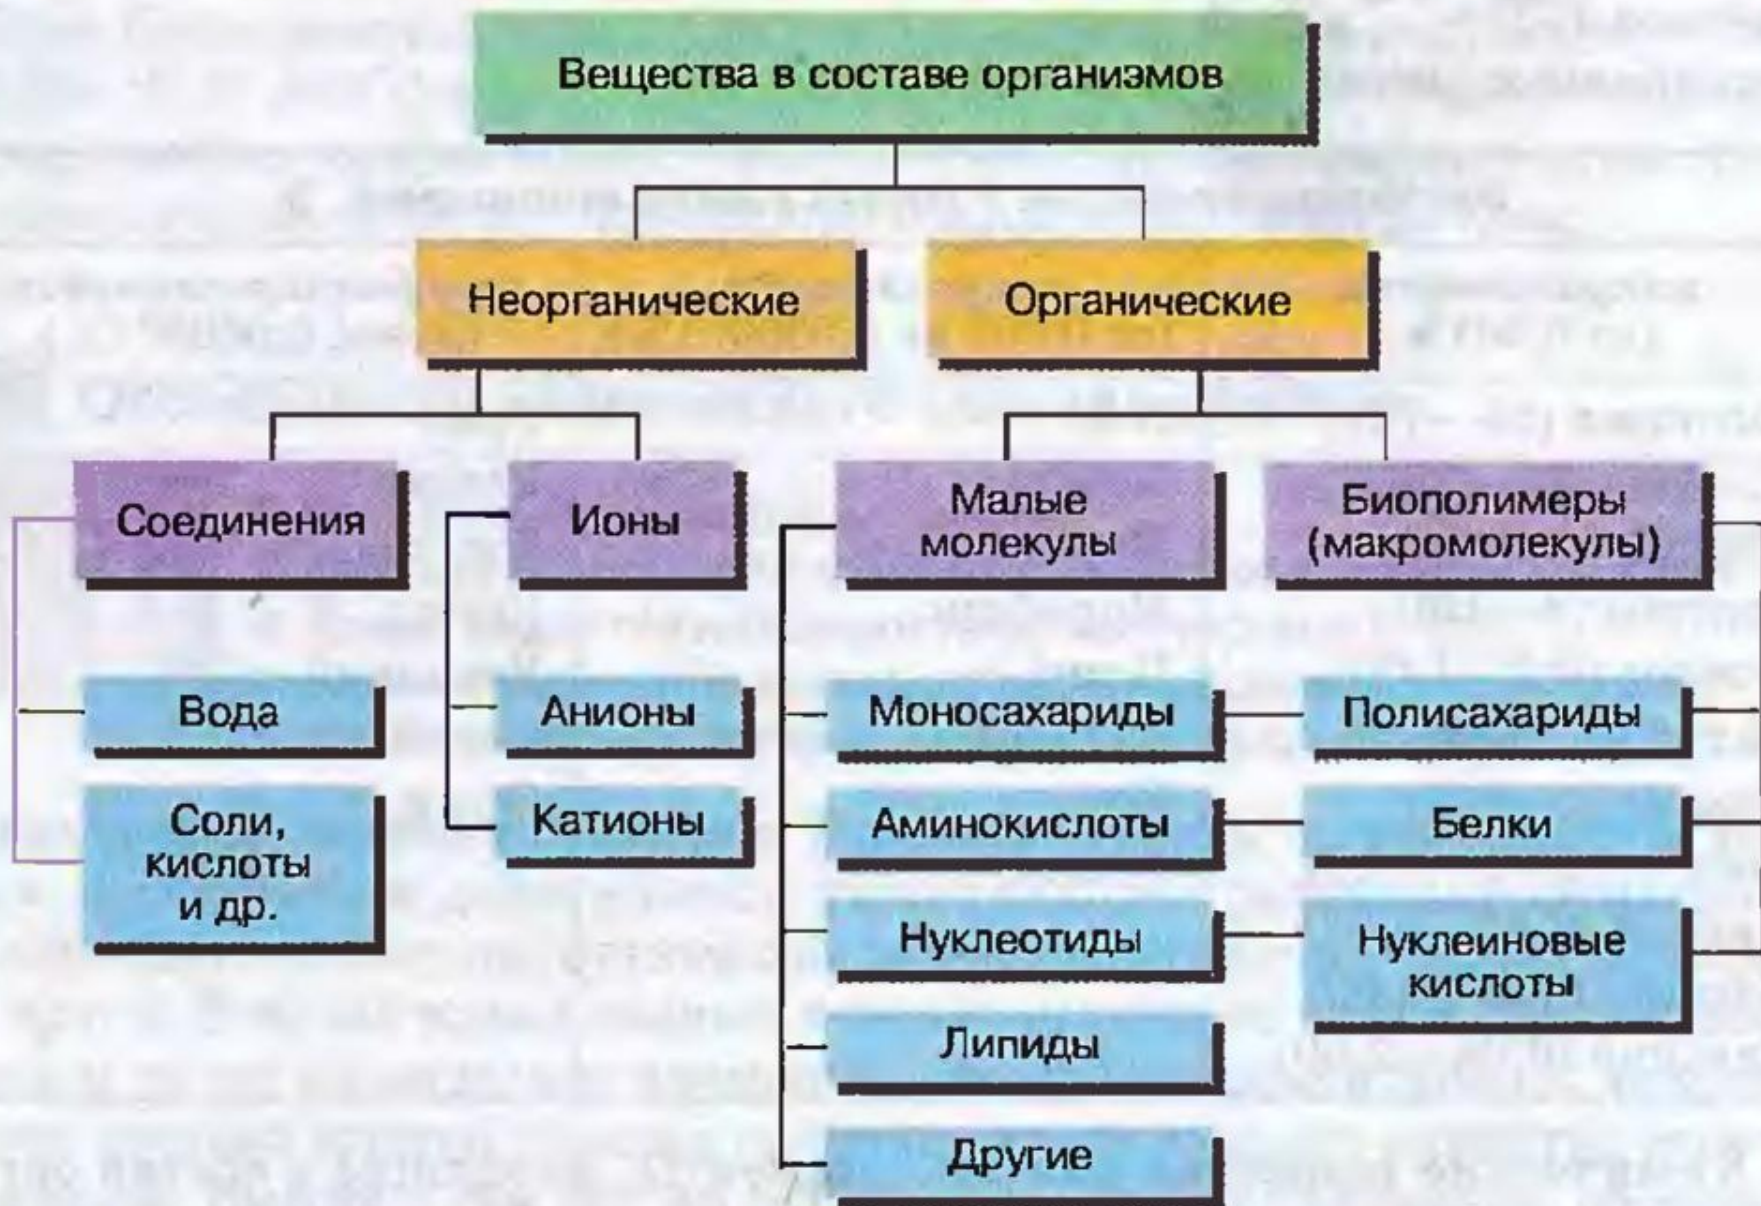 Вещества в составе организмов
Неорганические
Органические
Соединения
Ионы
Малые
молекулы
Биополимеры
(макромолекулы)
Вода
Анионы
Моносахариды
Полисахариды
Соли,
кислоты
и др.
Катионы
Аминокислоты
Белки
Нуклеотиды
Нуклеиновые
кислоты
Липиды
Другие